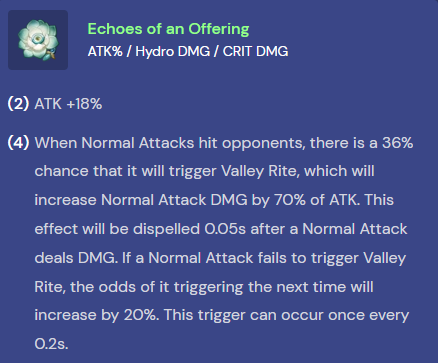 Echoes of an Offering
ATK% / Hydro DMG / CRIT DMG
(2) ATK +18%
(4) When Normal Attacks hit opponents, there is a 36%
chance that it will trigger Valley Rite, which will
increase Normal Attack DMG by 70% of ATK. This
effect will be dispelled 0.05s after a Normal Attack
deals DMG. If a Normal Attack fails to trigger Valley
Rite, the odds of it triggering the next time will
increase by 20%. This trigger can occur once every
0.2s.